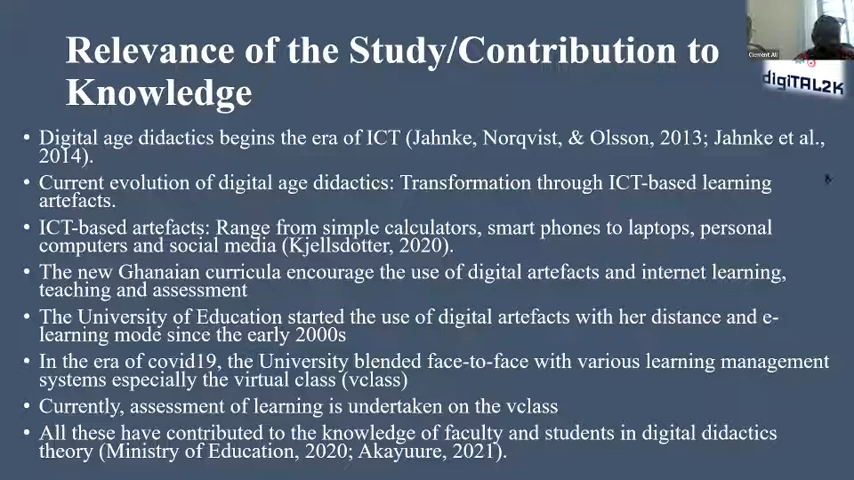 Relevance of the Study/Contribution to
Knowledge
• Digital age didactics begins the era of ICT (Jahnke, Norqvist, & Olsson, 2013; Jahnke et al.,
2014).
• Current evolution of digital age didactics: Transformation through ICT-based learning
artefacts.
• ICT-based artefacts: Range from simple calculators, smart phones to laptops, personal
computers and social media (Kjellsdotter, 2020).
• The new Ghanaian curricula encourage the use of digital artefacts and internet learning,
teaching and assessment
• The University of Education started the use of digital artefacts with her distance and e-
learning mode since the early 2000s
• In the era of covid19, the University blended face-to-face with various learning management
systems especially the virtual class (vclass)
• Currently, assessment of learning is undertaken on the vclass
• All these have contributed to the knowledge of faculty and students in digital didactics
theory (Ministry of Education, 2020; Akayuure, 2021).
Clement Ali
digiTAL2K